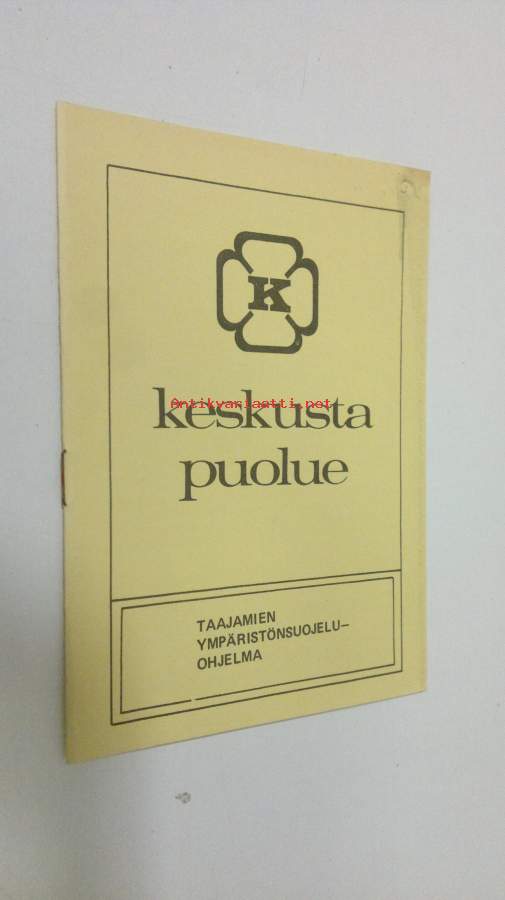 K
Antikvariaatti.net
keskusta
puolue
TAAJAMIEN
YMPÄRISTÖNSUOJELU—
OHJELMA